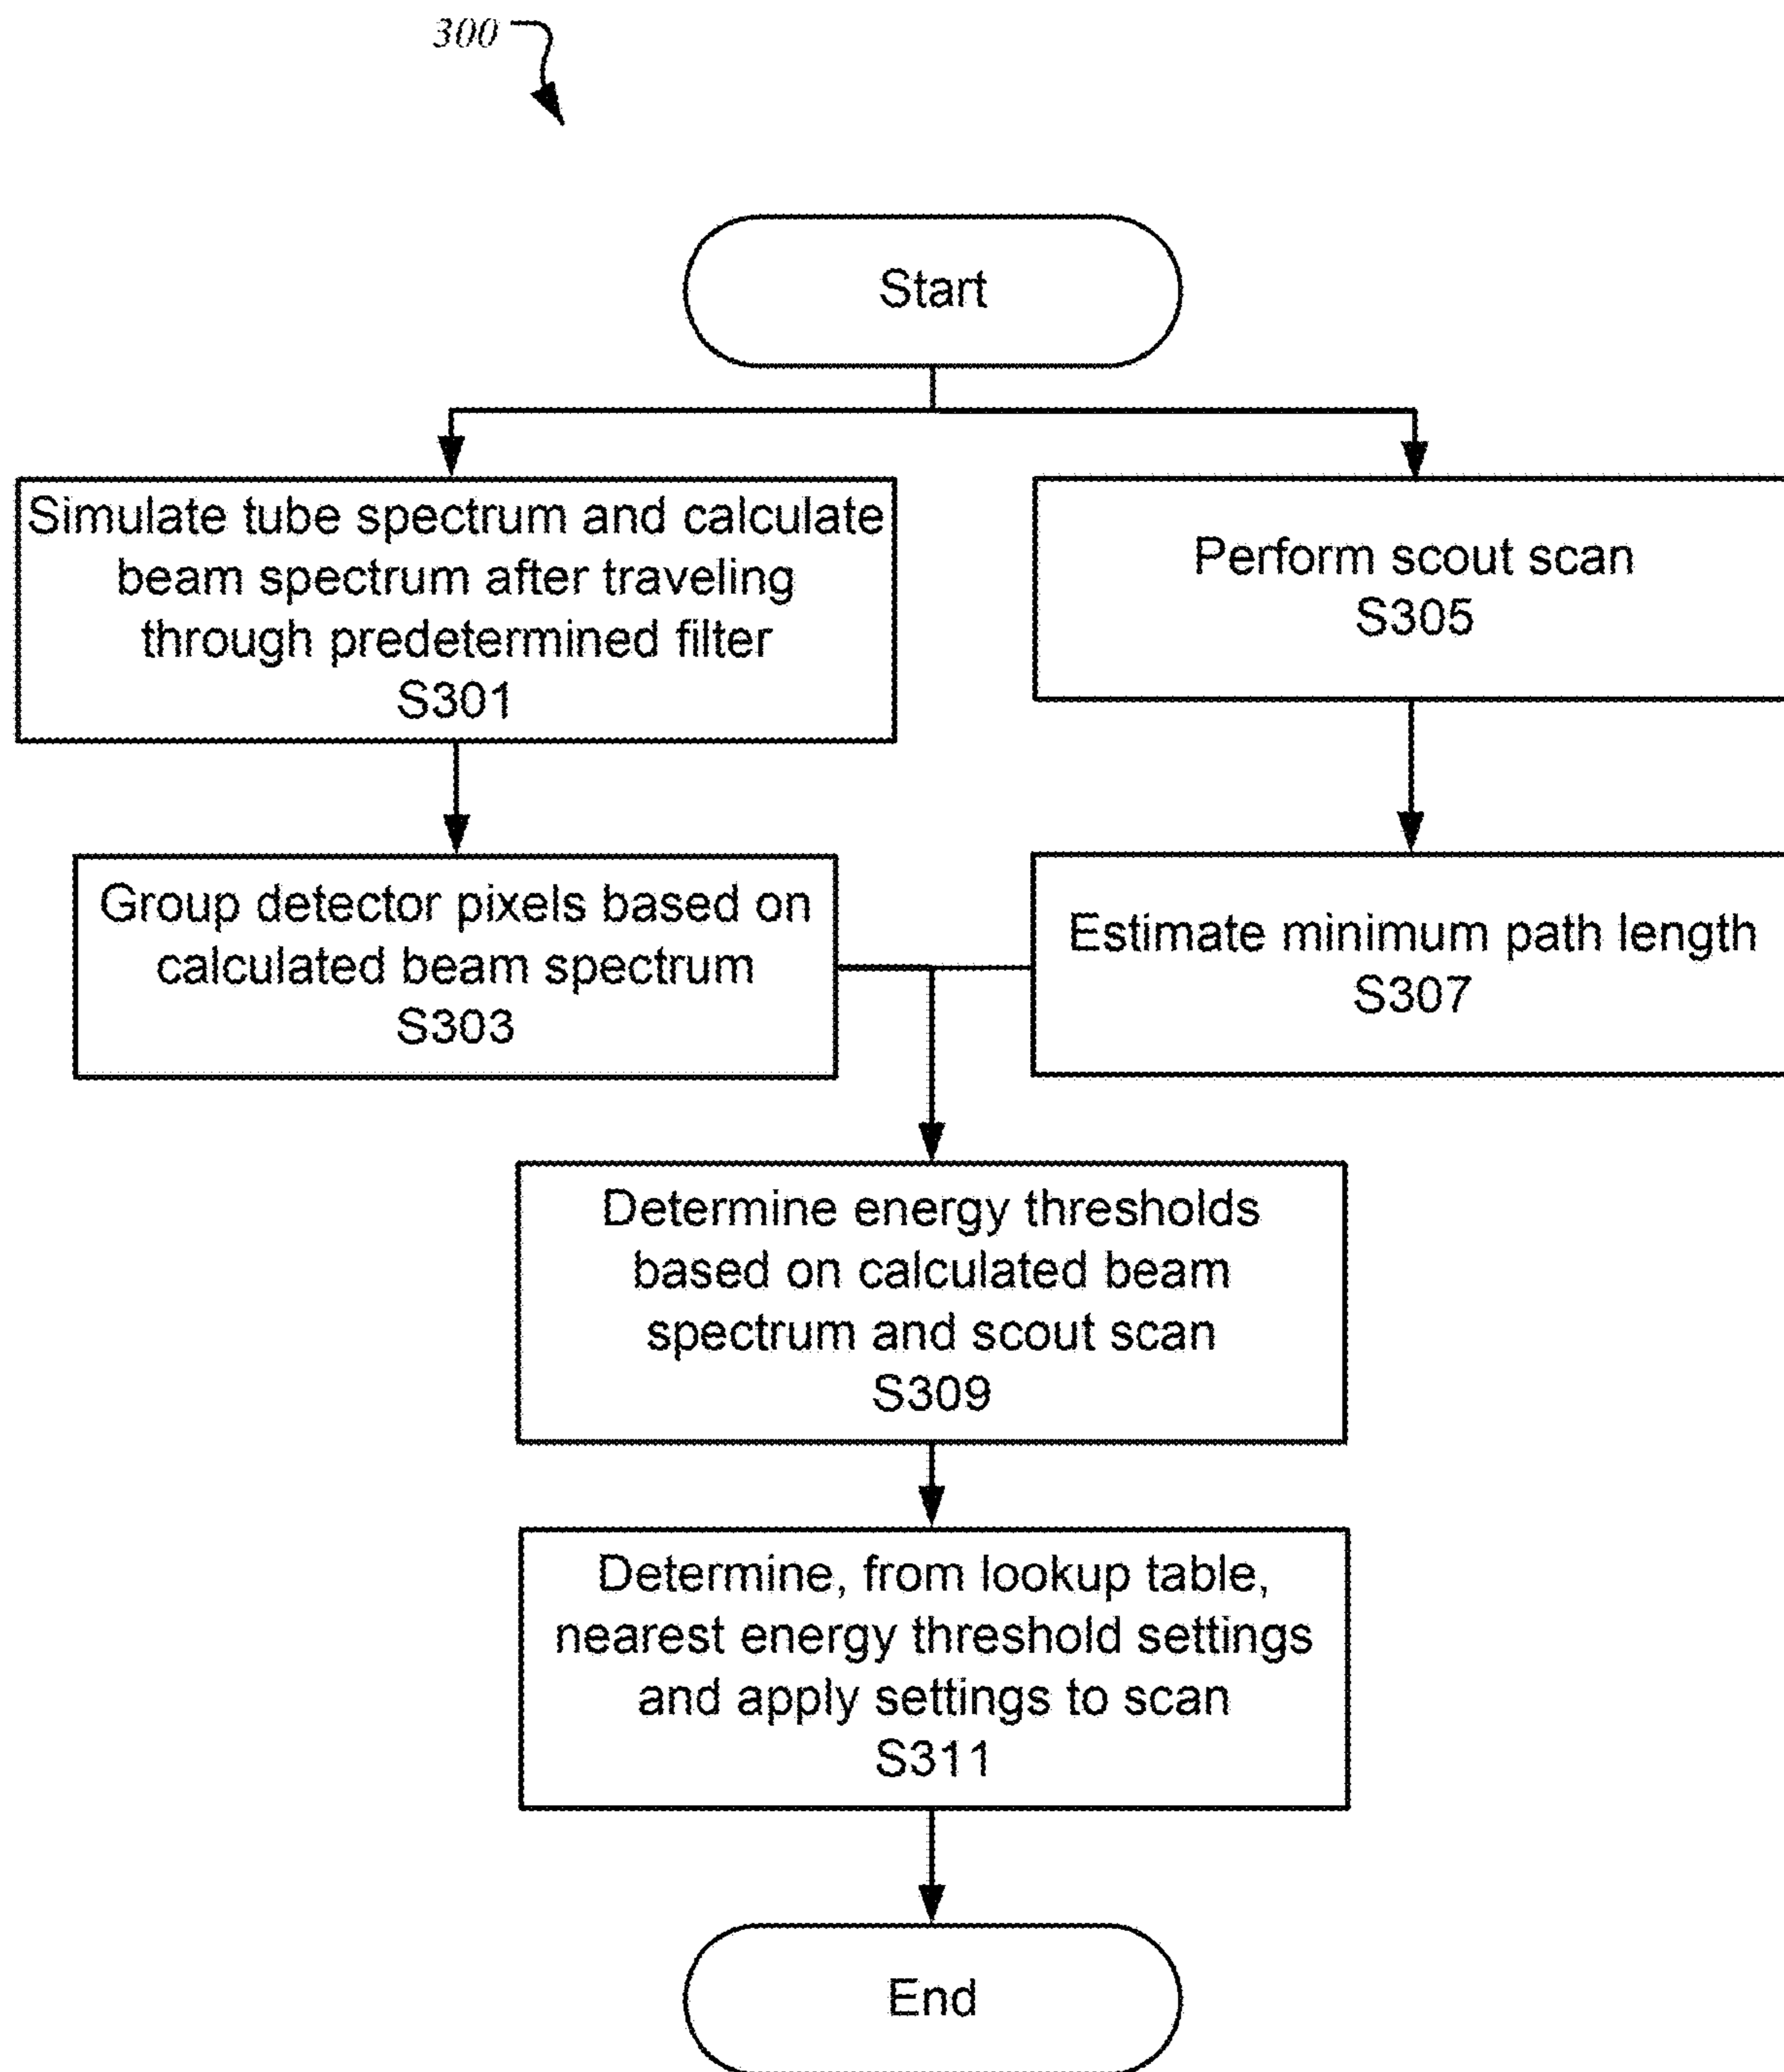 300
Start
Simulate tube spectrum and calculate
beam spectrum after traveling
through predetermined filter
S301
Perform scout scan
S305
Group detector pixels based on
calculated beam spectrum
S303
Estimate minimum path length
S307
Determine energy thresholds
based on calculated beam
spectrum and scout scan
S309
Determine, from lookup table,
nearest energy threshold settings
and apply settings to scan
S311
End